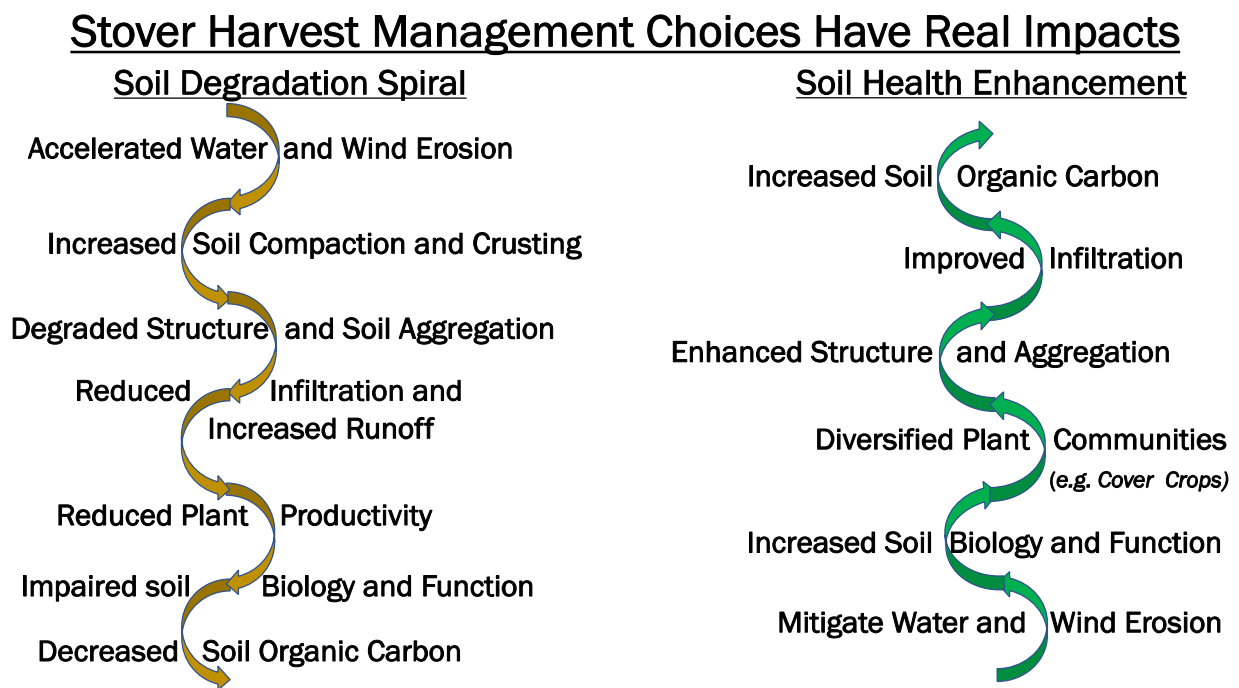 Stover Harvest Management Choices Have Real Impacts
Soil Degradation Spiral
Accelerated Water and Wind Erosion
Increased Soil Compaction and Crusting
Degraded Structure and Soil Aggregation
Reduced Infiltration and
Increased Runoff
Reduced Plant Productivity
Impaired soil Biology and Function
Decreased Soil Organic Carbon
Soil Health Enhancement
Increased Soil Organic Carbon
Improved Infiltration
Enhanced Structure and Aggregation
Diversified Plant Communities
(e.g. Cover Crops)
Increased Soil Biology and Function
Mitigate Water and Wind Erosion